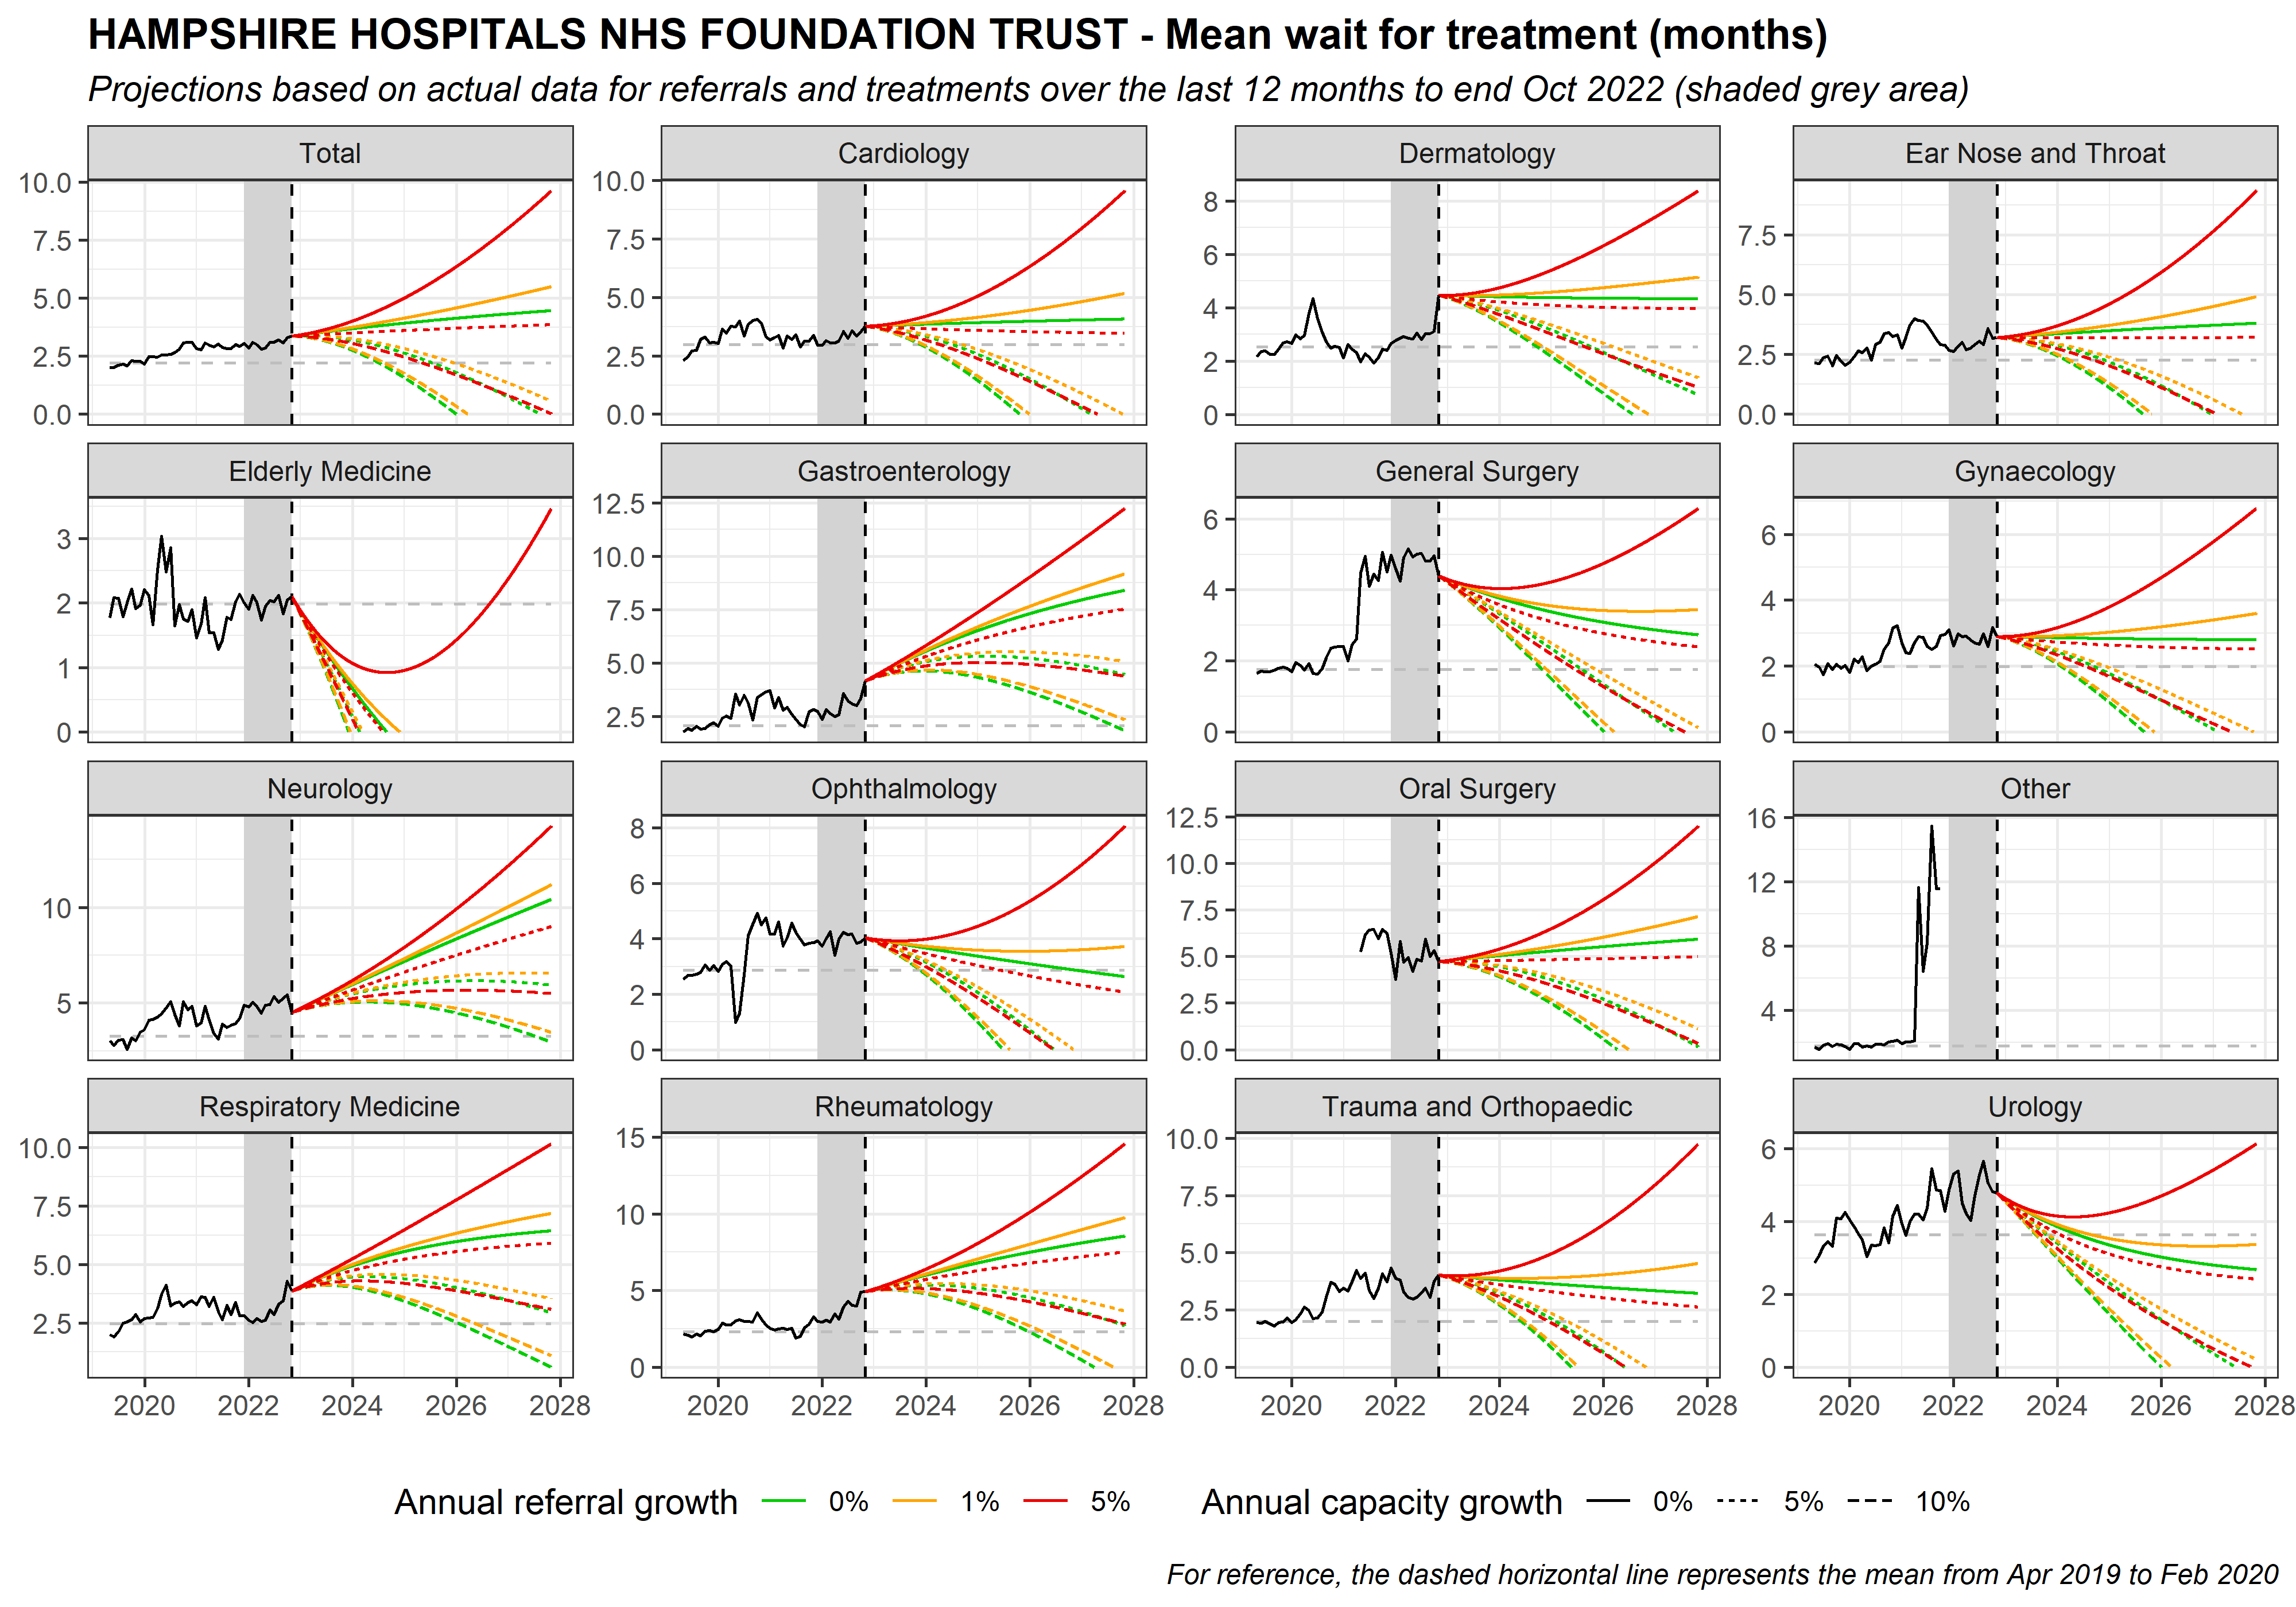 HAMPSHIRE HOSPITALS NHS FOUNDATION TRUST - Mean wait for treatment (months)
Projections based on actual data for referrals and treatments over the last 12 months to end Oct 2022 (shaded grey area)
Total
Cardiology
Dermatology
Ear Nose and Throat
10.0
7.5
5.0
2.5
0.0
10.0
7.5
5.0
2.5
0.0
8
6
4
2
0
7.5
5.0
2.5
0.0
Elderly Medicine
Gastroenterology
General Surgery
Gynaecology
3
2
1
0
12.5
10.0
7.5
5.0
2.5
6
4
2
0
6
4
2
0
Neurology
Ophthalmology
Oral Surgery
Other
10
5
8
6
4
2
0
12.5
10.0
7.5
5.0
2.5
0.0
16
12
8
4
Respiratory Medicine
Rheumatology
Trauma and Orthopaedic
Urology
10.0
7.5
5.0
2.5
15
10
5
0
10.0
7.5
5.0
2.5
0.0
6
4
2
0
2020 2022 2024 2026 2028
2020 2022 2024 2026 2028
2020 2022 2024 2026 2028
2020 2022 2024 2026 2028
Annual referral growth 0% 1% 5%
Annual capacity growth 0% 5% 10%
For reference, the dashed horizontal line represents the mean from Apr 2019 to Feb 2020